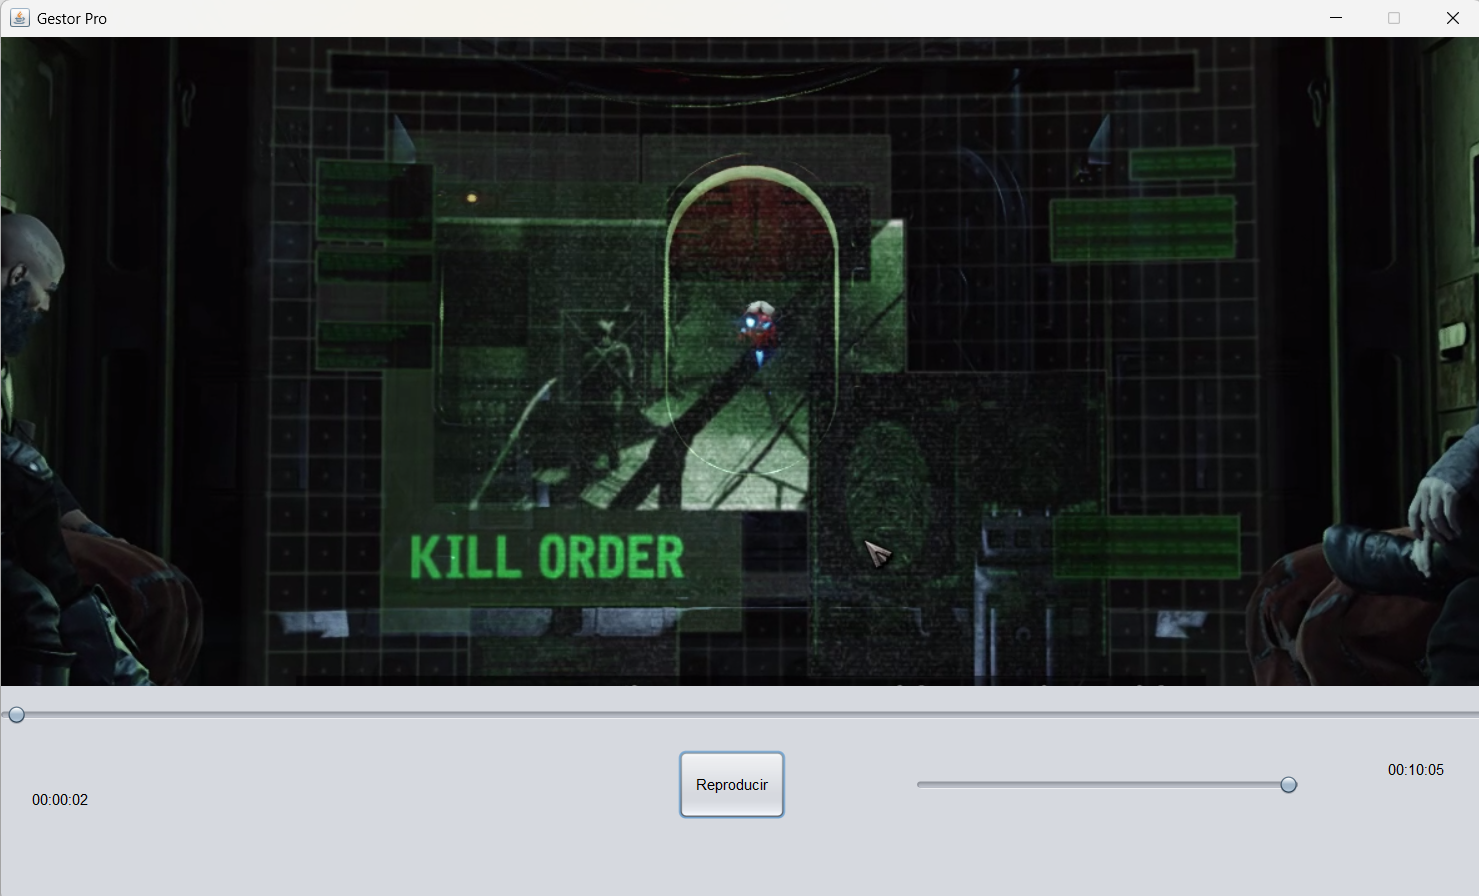 Gestor Pro
KILL ORDER
00:00:02
Reproducir
00:10:05